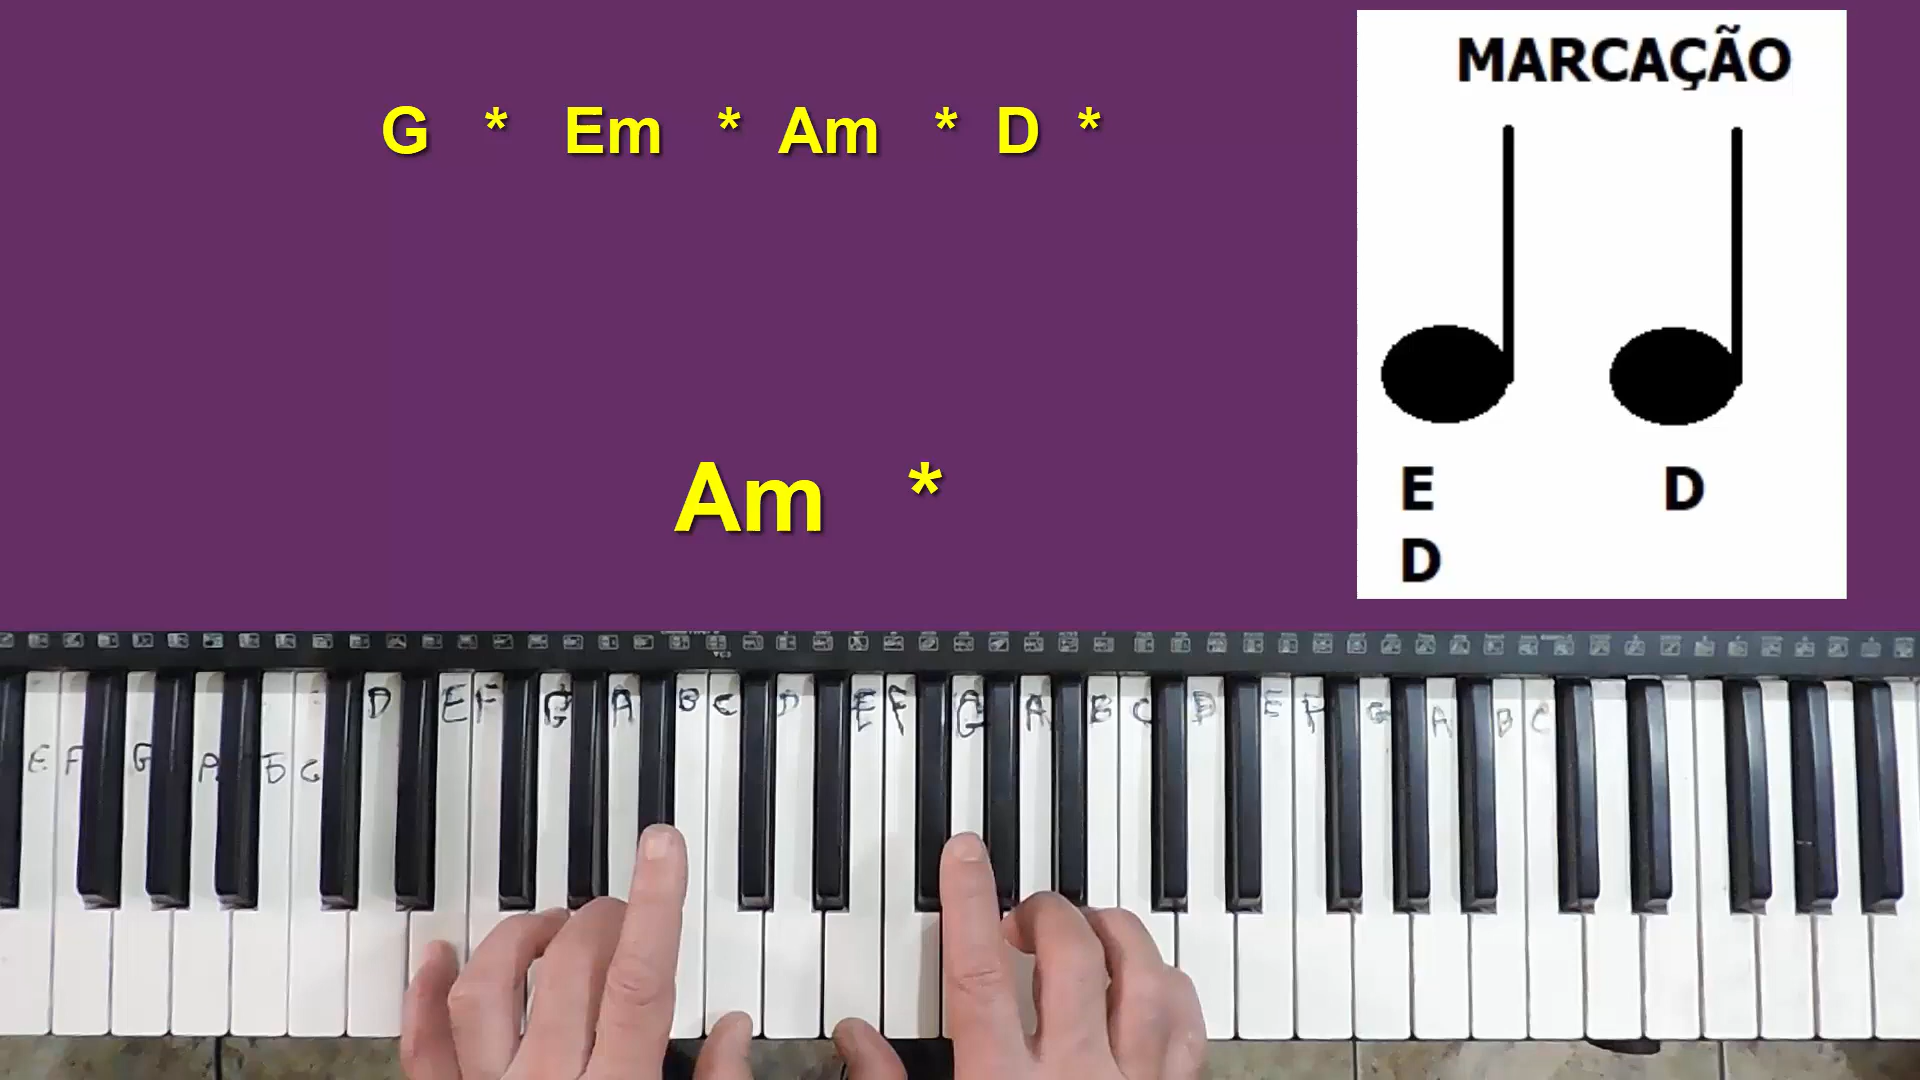 MARCAÇÃO
G * Em * Am * D *
Am *
E D
D
D E F G A B C D E F G A B C D E F G A B C
E F G A B C